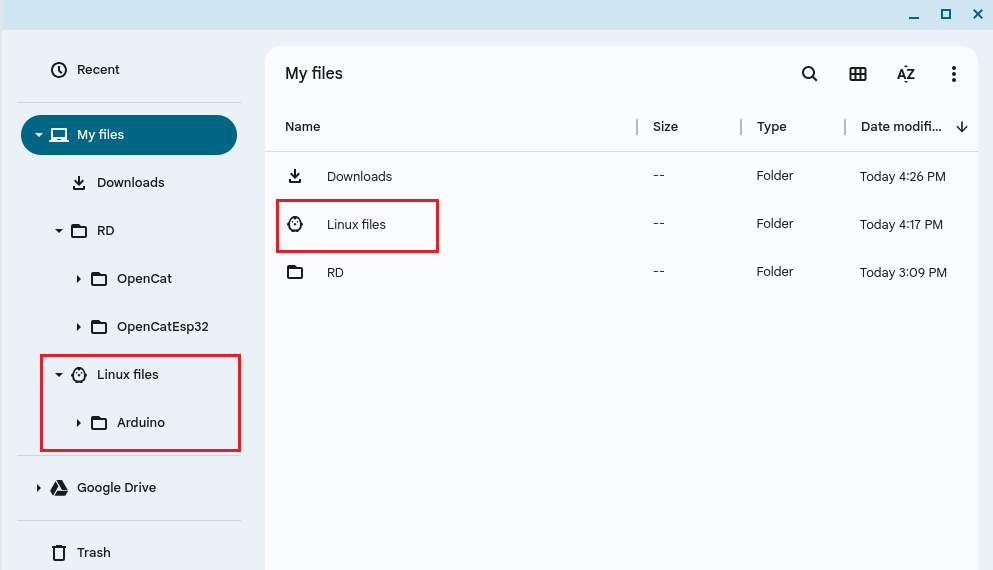 Recent
My files
Downloads
RD
OpenCat
OpenCatEsp32
Linux files
Arduino
Google Drive
Trash
My files
AZ
Name Size Type Date modifi...
Downloads -- Folder Today 4:26 PM
Linux files -- Folder Today 4:17 PM
RD -- Folder Today 3:09 PM